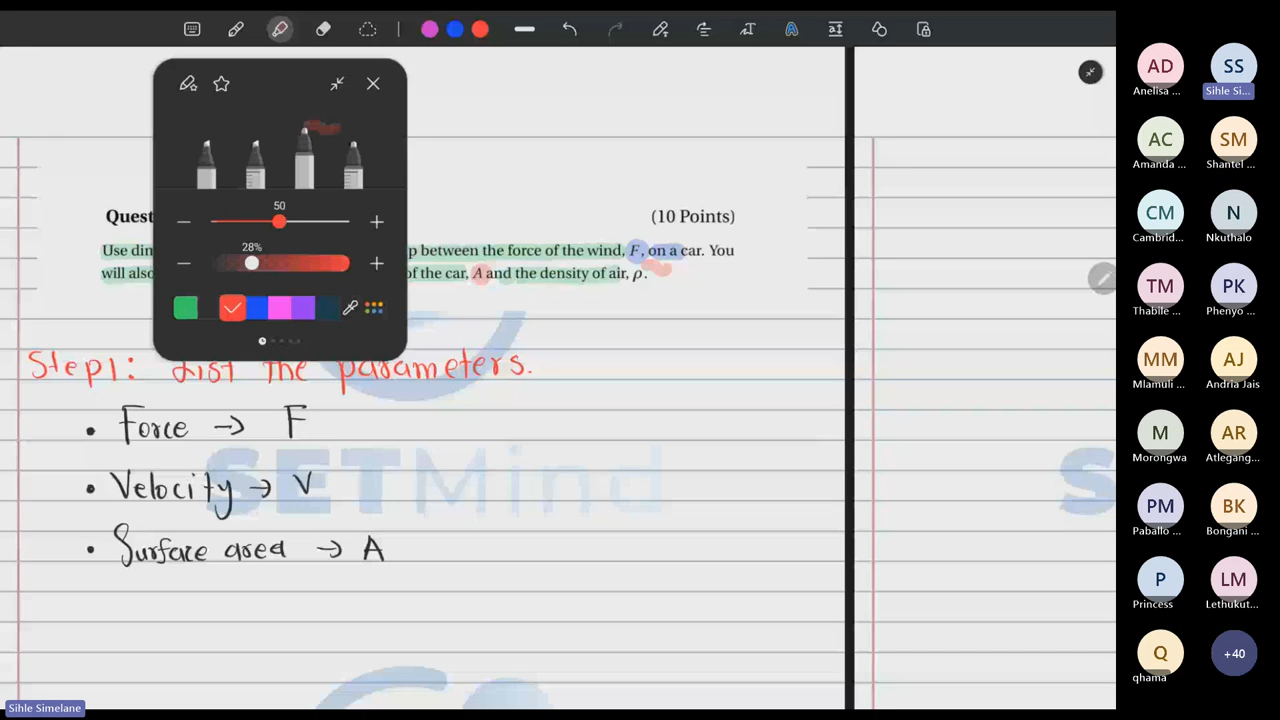 AD
SS
Anelisa ...
Sihle Si...
50
AC
SM
Amanda ...
Shantel ...
Quest
(10 Points)
28%
CM
N
Cambrid...
Nkuthalo
Use din
p between the force of the wind, F, on a car. You
will also
of the car, A and the density of air, ρ.
TM
PK
Thabile ...
Phenyo ...
Step1: List the parameters.
MM
AJ
Mlamuli ...
Andria Jais
• Force → F
M
AR
Morongwa
Atlegang...
SETMind
S
• Velocity → V
PM
BK
Paballo ...
Bongani ...
• Surface area → A
P
LM
Princess
Lethukut...
Q
+40
qhama
Sihle Simelane